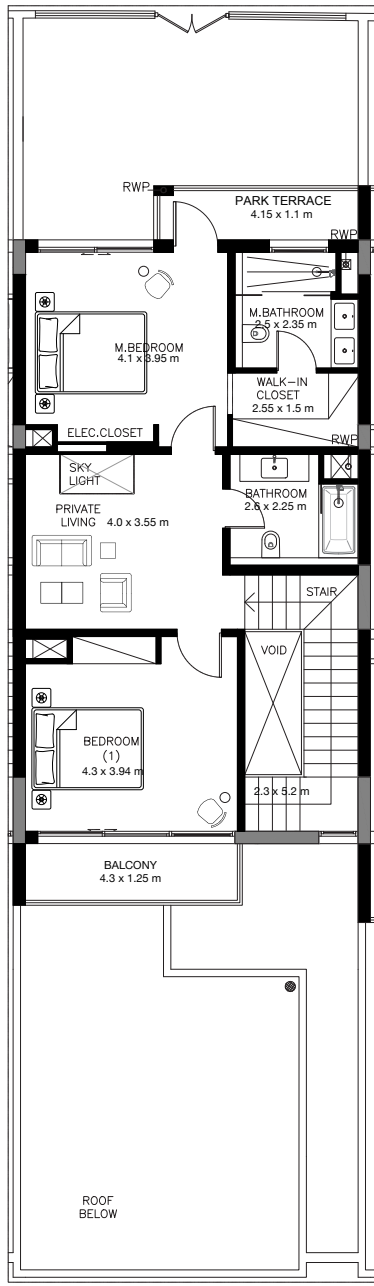 RWP
PARK TERRACE
4.15 x 1.1 m
RWP
M.BEDROOM
4.1 x 3.95 m
M.BATHROOM
2.5 x 2.35 m
WALK-IN
CLOSET
2.55 x 1.5 m
ELEC.CLOSET
RWP
SKY
LIGHT
PRIVATE
LIVING 4.0 x 3.55 m
BATHROOM
2.6 x 2.25 m
STAIR
VOID
BEDROOM
(1)
4.3 x 3.94 m
2.3 x 5.2 m
BALCONY
4.3 x 1.25 m
ROOF
BELOW